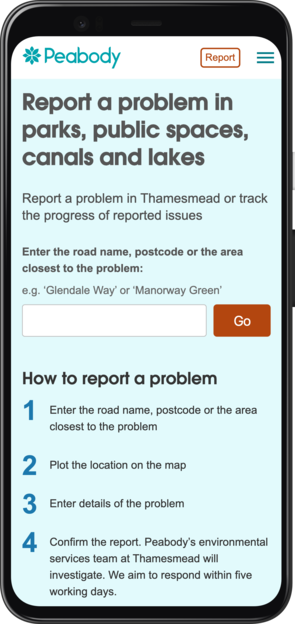 Peabody
Report
Report a problem in
parks, public spaces,
canals and lakes
Report a problem in Thamesmead or track
the progress of reported issues
Enter the road name, postcode or the area
closest to the problem:
e.g. ‘Glendale Way’ or ‘Manorway Green’
Go
How to report a problem
1 Enter the road name, postcode or the area
closest to the problem
2 Plot the location on the map
3 Enter details of the problem
4 Confirm the report. Peabody’s environmental
services team at Thamesmead will
investigate. We aim to respond within five
working days.